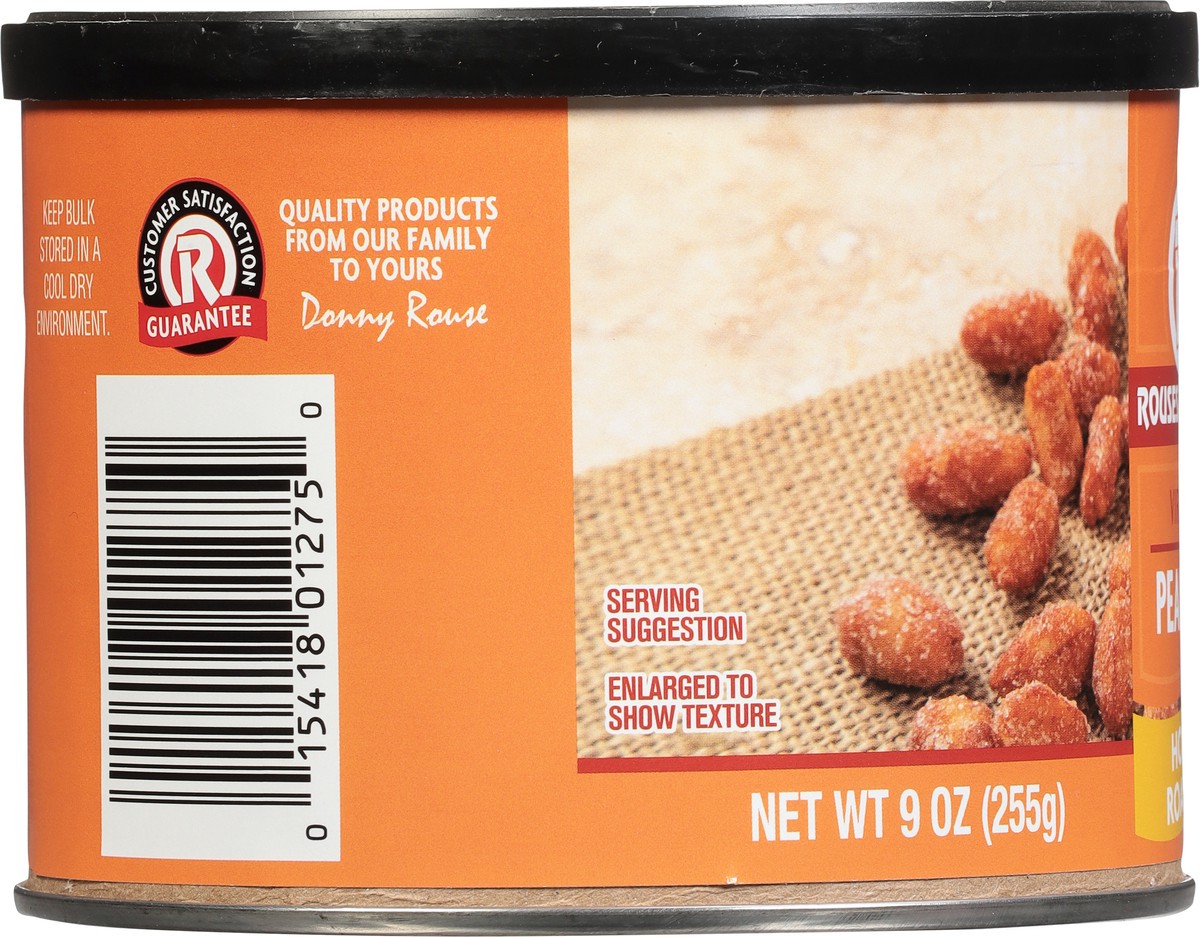 KEEP BULK
STORED IN A
COOL DRY
ENVIRONMENT.
CUSTOMER SATISFACTION
R
GUARANTEE
QUALITY PRODUCTS
FROM OUR FAMILY
TO YOURS
Donny Rouse
0 15418 01275 0
SERVING
SUGGESTION
ENLARGED TO
SHOW TEXTURE
NET WT 9 OZ (255g)